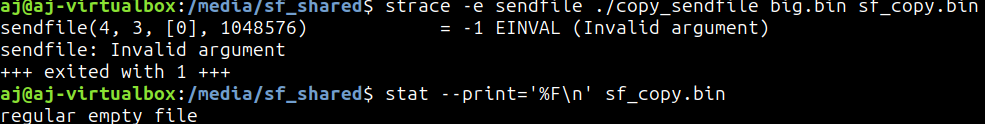 aj@aj-virtualbox:/media/sf_shared$ strace -e sendfile ./copy_sendfile big.bin sf_copy.bin
sendfile(4, 3, [0], 1048576)            = -1 EINVAL (Invalid argument)
sendfile: Invalid argument
+++ exited with 1 +++
aj@aj-virtualbox:/media/sf_shared$ stat --print='%F\n' sf_copy.bin
regular empty file